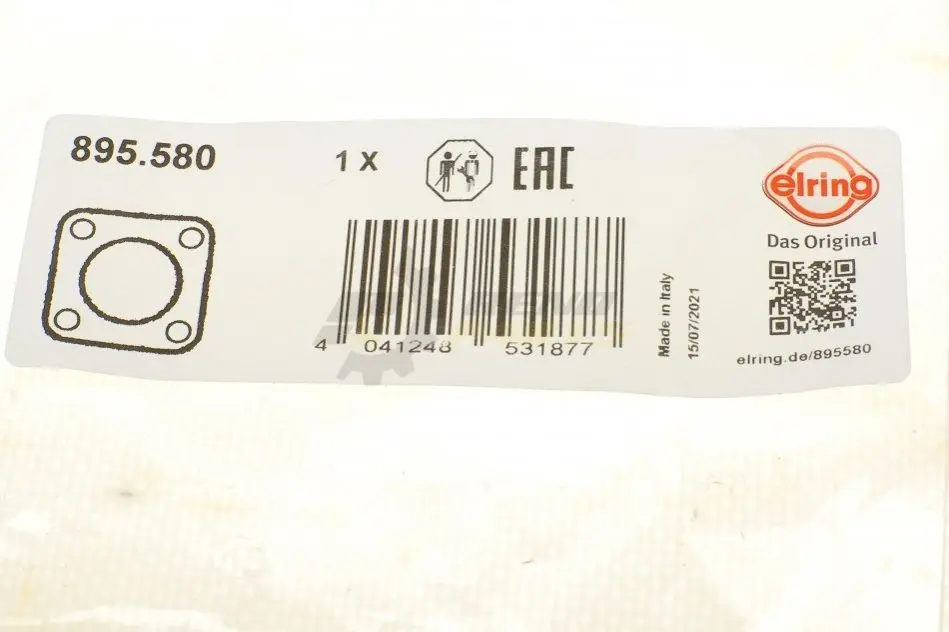 895.580
1 X
EAC
elring
Das Original
4 041248 531877
Made in Italy
15/07/2021
elring.de/895580